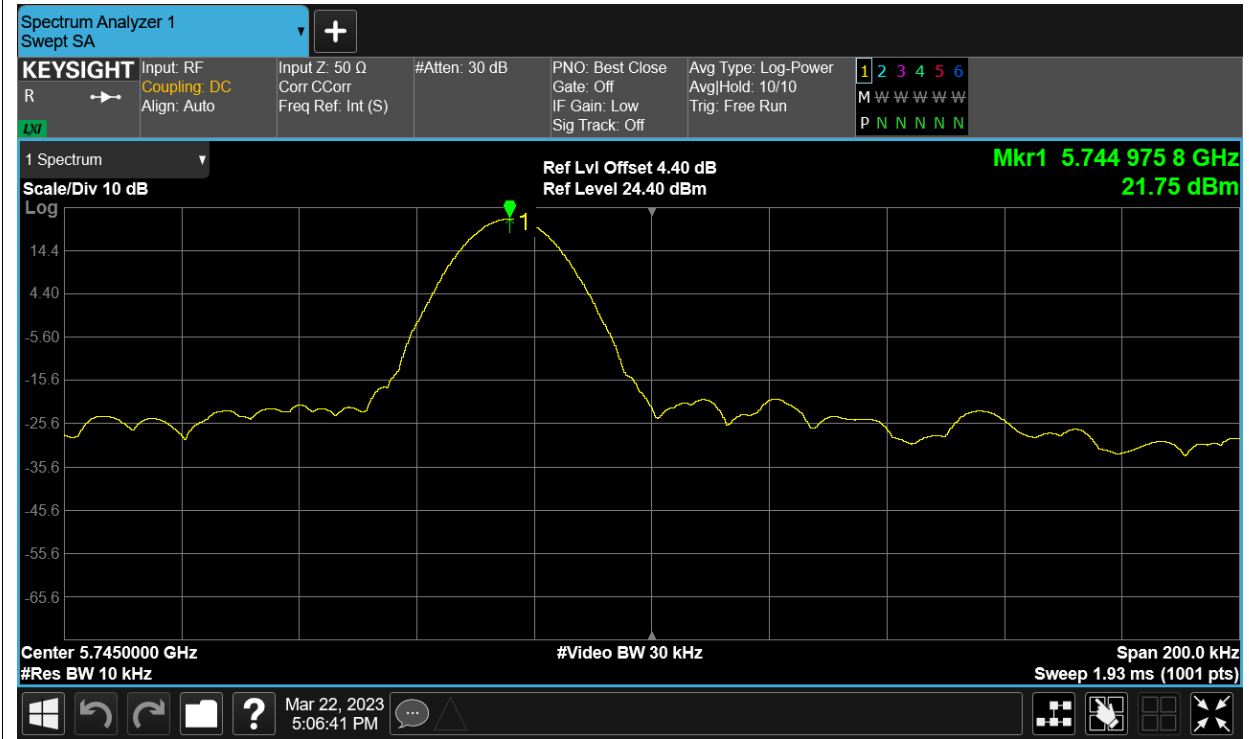 Spectrum Analyzer 1
Swept SA
KEYSIGHT
R
LXI
Input: RF
Coupling: DC
Align: Auto
Input Z: 50 Ω
Corr CCorr
Freq Ref: Int (S)
#Atten: 30 dB
PNO: Best Close
Gate: Off
IF Gain: Low
Sig Track: Off
Avg Type: Log-Power
Avg|Hold: 10/10
Trig: Free Run
1 2 3 4 5 6
M W W W W W W
P N N N N N N
1 Spectrum
Scale/Div 10 dB
Log
Ref Lvl Offset 4.40 dB
Ref Level 24.40 dBm
Mkr1 5.744 975 8 GHz
21.75 dBm
1
14.4
4.40
-5.60
-15.6
-25.6
-35.6
-45.6
-55.6
-65.6
Center 5.7450000 GHz
#Res BW 10 kHz
#Video BW 30 kHz
Span 200.0 kHz
Sweep 1.93 ms (1001 pts)
?
Mar 22, 2023
5:06:41 PM